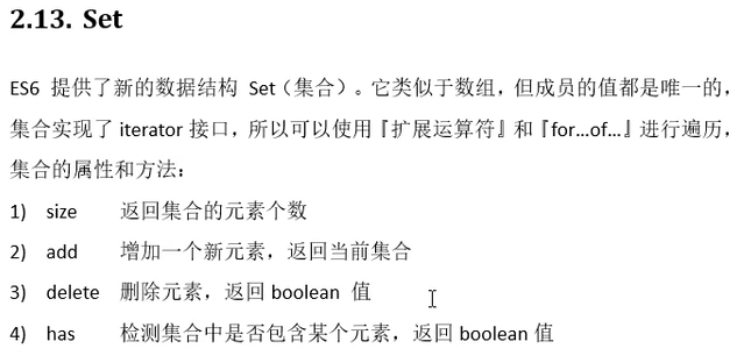 2.13. Set
ES6 提供了新的数据结构 Set（集合）。它类似于数组，但成员的值都是唯一的，
集合实现了 iterator 接口，所以可以使用『扩展运算符』和『for…of…』进行遍历，
集合的属性和方法：
1) size 返回集合的元素个数
2) add 增加一个新元素，返回当前集合
3) delete 删除元素，返回 boolean 值
4) has 检测集合中是否包含某个元素，返回 boolean 值